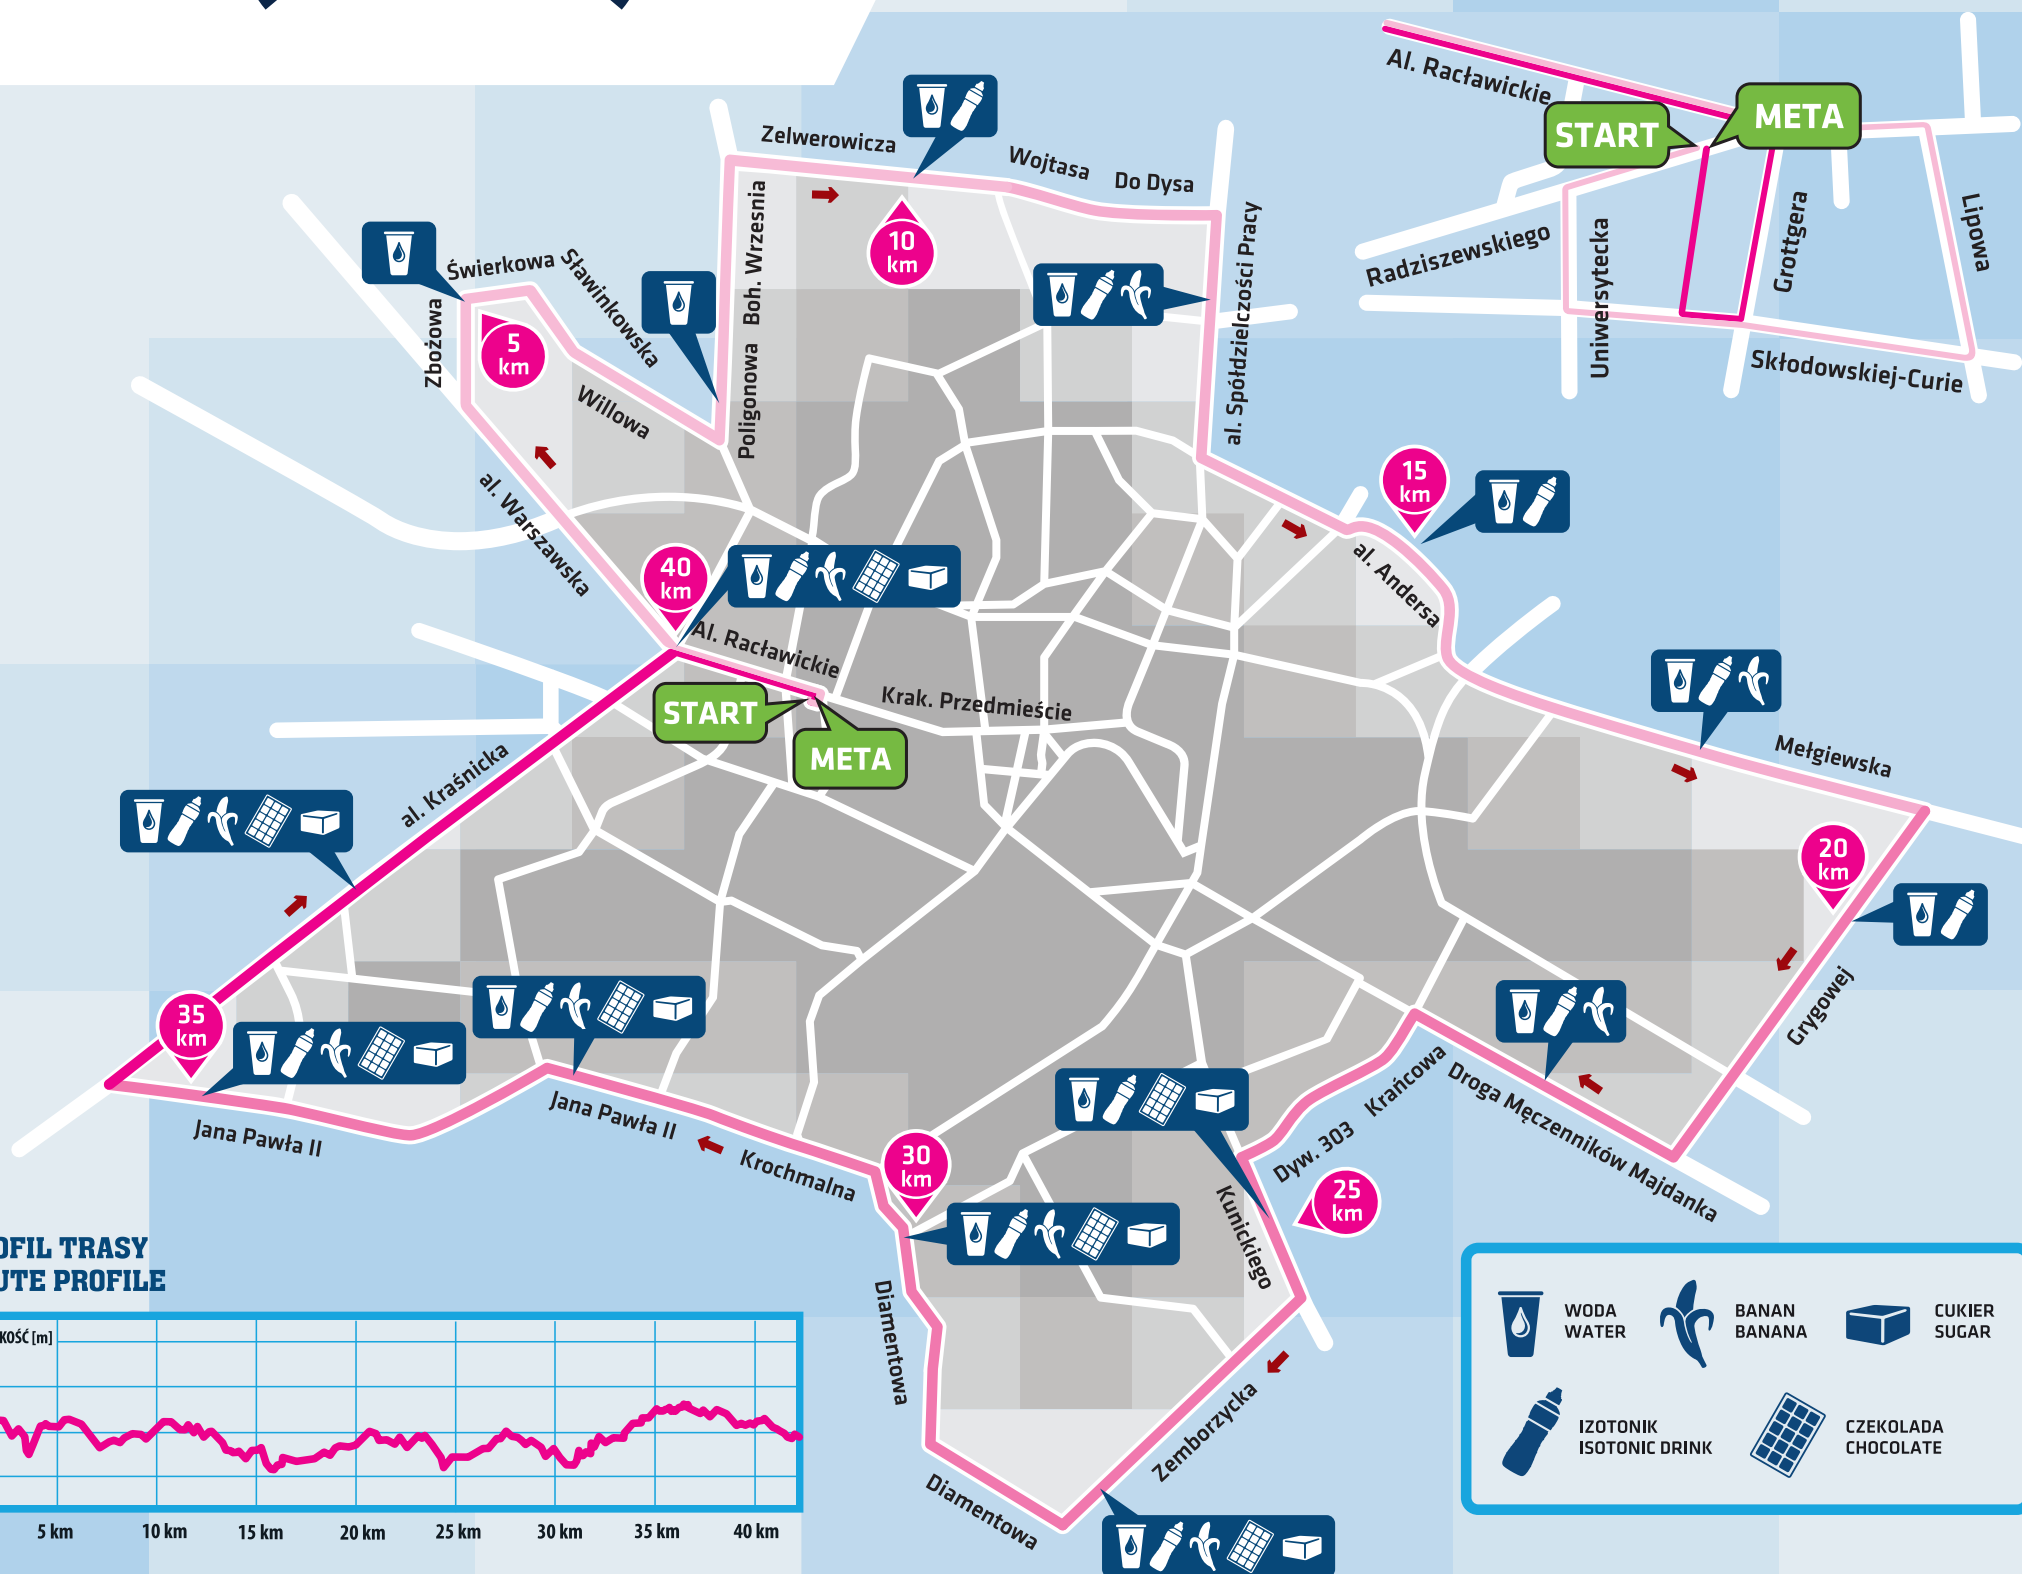 Al. Racławickie
START
META
Radziszewskiego
Uniwersytecka
Grottgera
Lipowa
Skłodowskiej-Curie
Zelwerowicza
Wojtasa
Do Dysa
Boh. Wrzesnia
Poligonowa
10
km
al. Spółdzielczości Pracy
Świerkowa
Sławinkowska
Zbożowa
5
km
Willowa
al. Warszawska
15
km
al. Andersa
40
km
Al. Racławickie
START
META
Krak. Przedmieście
Mełgiewska
al. Kraśnicka
20
km
Grygowej
35
km
Jana Pawła II
Jana Pawła II
Krochmalna
30
km
Dyw. 303
Krańcowa
Droga Męczenników Majdanka
25
km
Kunickiego
Diamentowa
Zemborzycka
Diamentowa
OFIL TRASY
UTE PROFILE
KOŚĆ [m]
5 km
10 km
15 km
20 km
25 km
30 km
35 km
40 km
WODA
WATER
BANAN
BANANA
CUKIER
SUGAR
IZOTONIK
ISOTONIC DRINK
CZEKOLADA
CHOCOLATE